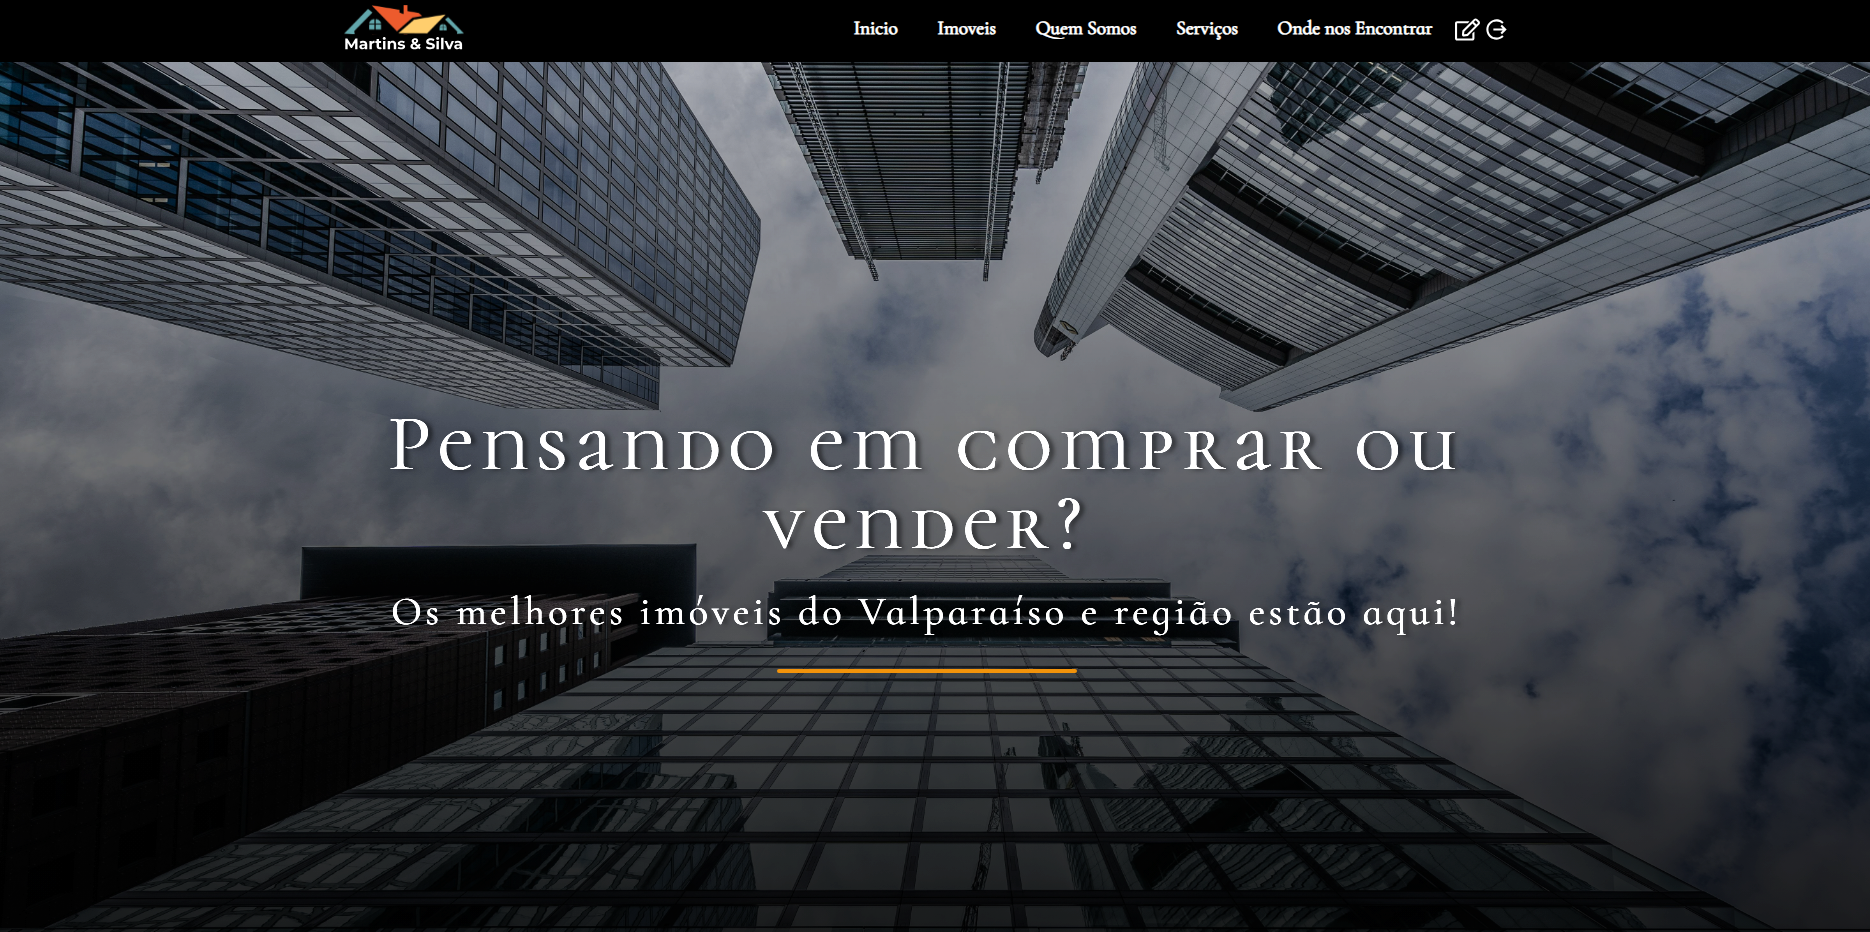 Martins & Silva
Inicio Imoveis Quem Somos Serviços Onde nos Encontrar
Pensando em comprar ou
vender?
Os melhores imóveis do Valparaíso e região estão aqui!